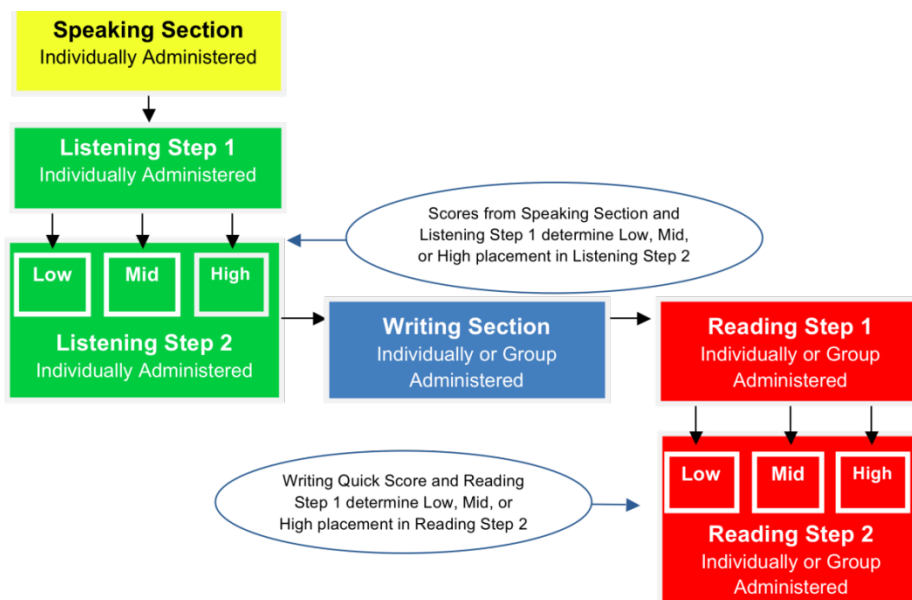 Speaking Section
Individually Administered
Listening Step 1
Individually Administered
Scores from Speaking Section and
Listening Step 1 determine Low, Mid,
or High placement in Listening Step 2
Low
Mid
High
Listening Step 2
Individually Administered
Writing Section
Individually or Group
Administered
Reading Step 1
Individually or Group
Administered
Writing Quick Score and Reading
Step 1 determine Low, Mid, or
High placement in Reading Step 2
Low
Mid
High
Reading Step 2
Individually or Group
Administered